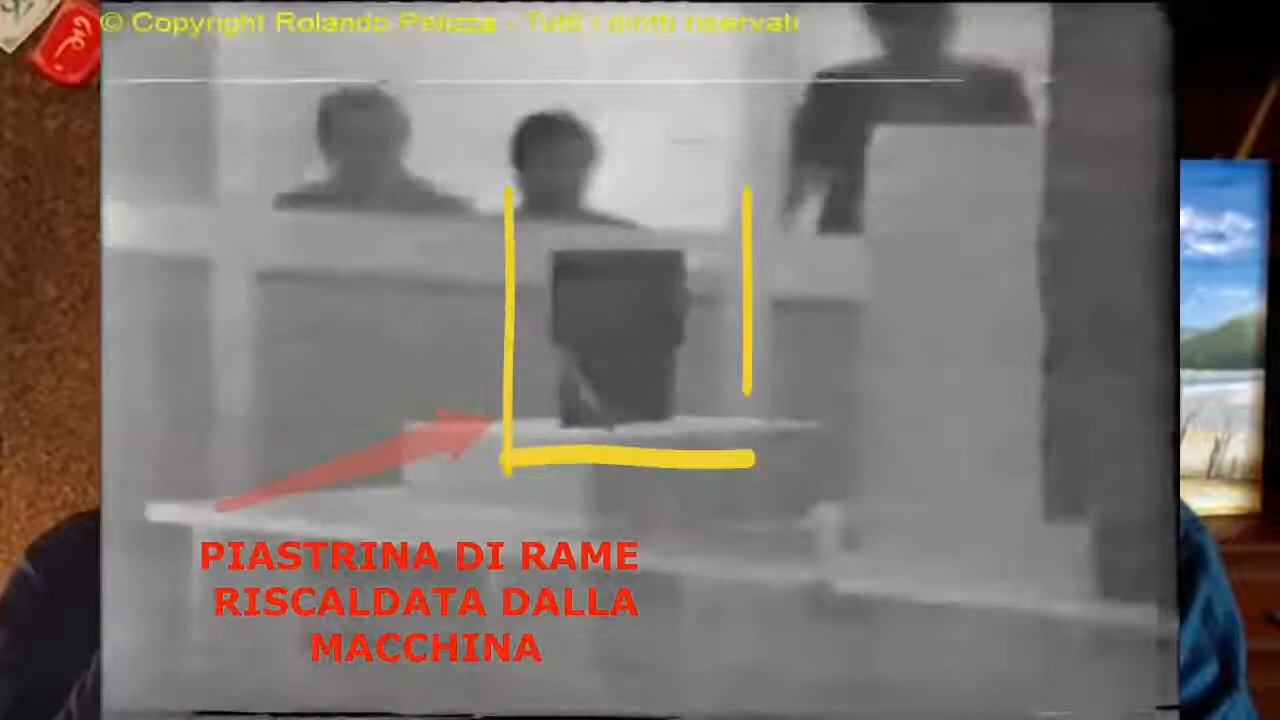 © Copyright Rolando Pelizza - Tutti i diritti riservati
PIASTRINA DI RAME
RISCALDATA DALLA
MACCHINA